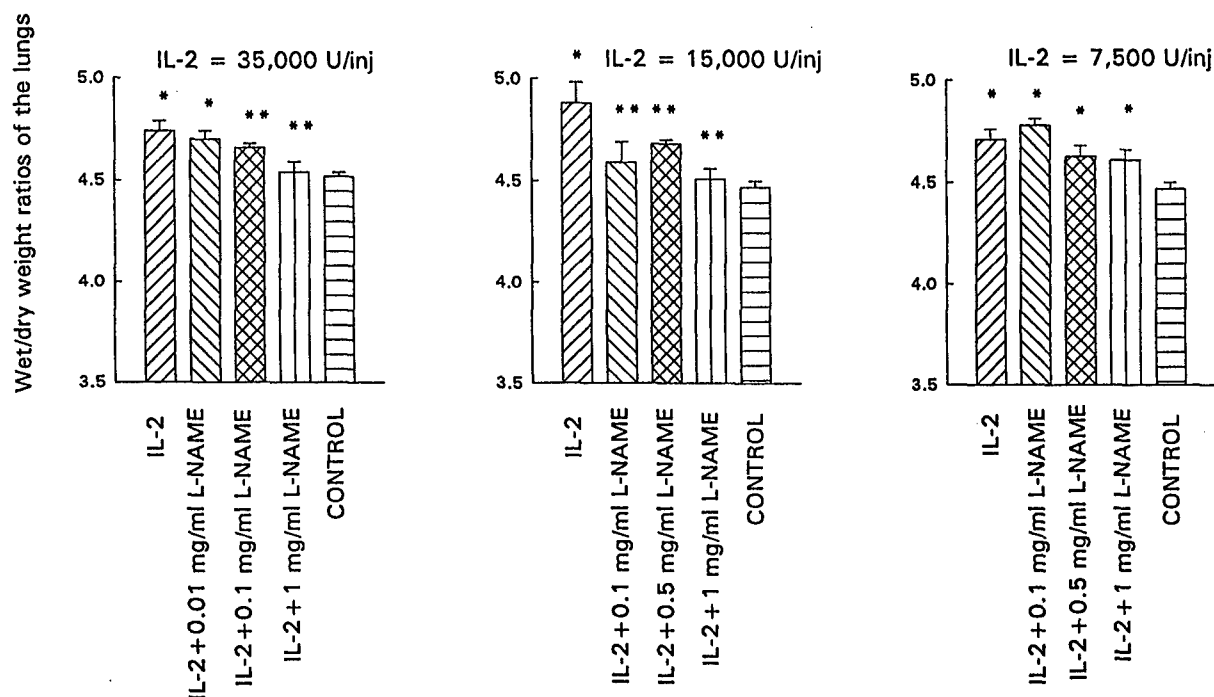 Wet/dry weight ratios of the lungs
IL-2 = 35,000 U/inj
5.0
4.5
4.0
3.5
* * ** **
IL-2
IL-2+0.01 mg/ml L-NAME
IL-2+0.1 mg/ml L-NAME
IL-2+1 mg/ml L-NAME
CONTROL
IL-2 = 15,000 U/inj
5.0
4.5
4.0
3.5
* ** ** **
IL-2
IL-2+0.1 mg/ml L-NAME
IL-2+0.5 mg/ml L-NAME
IL-2+1 mg/ml L-NAME
CONTROL
IL-2 = 7,500 U/inj
5.0
4.5
4.0
3.5
* * * *
IL-2
IL-2+0.1 mg/ml L-NAME
IL-2+0.5 mg/ml L-NAME
IL-2+1 mg/ml L-NAME
CONTROL